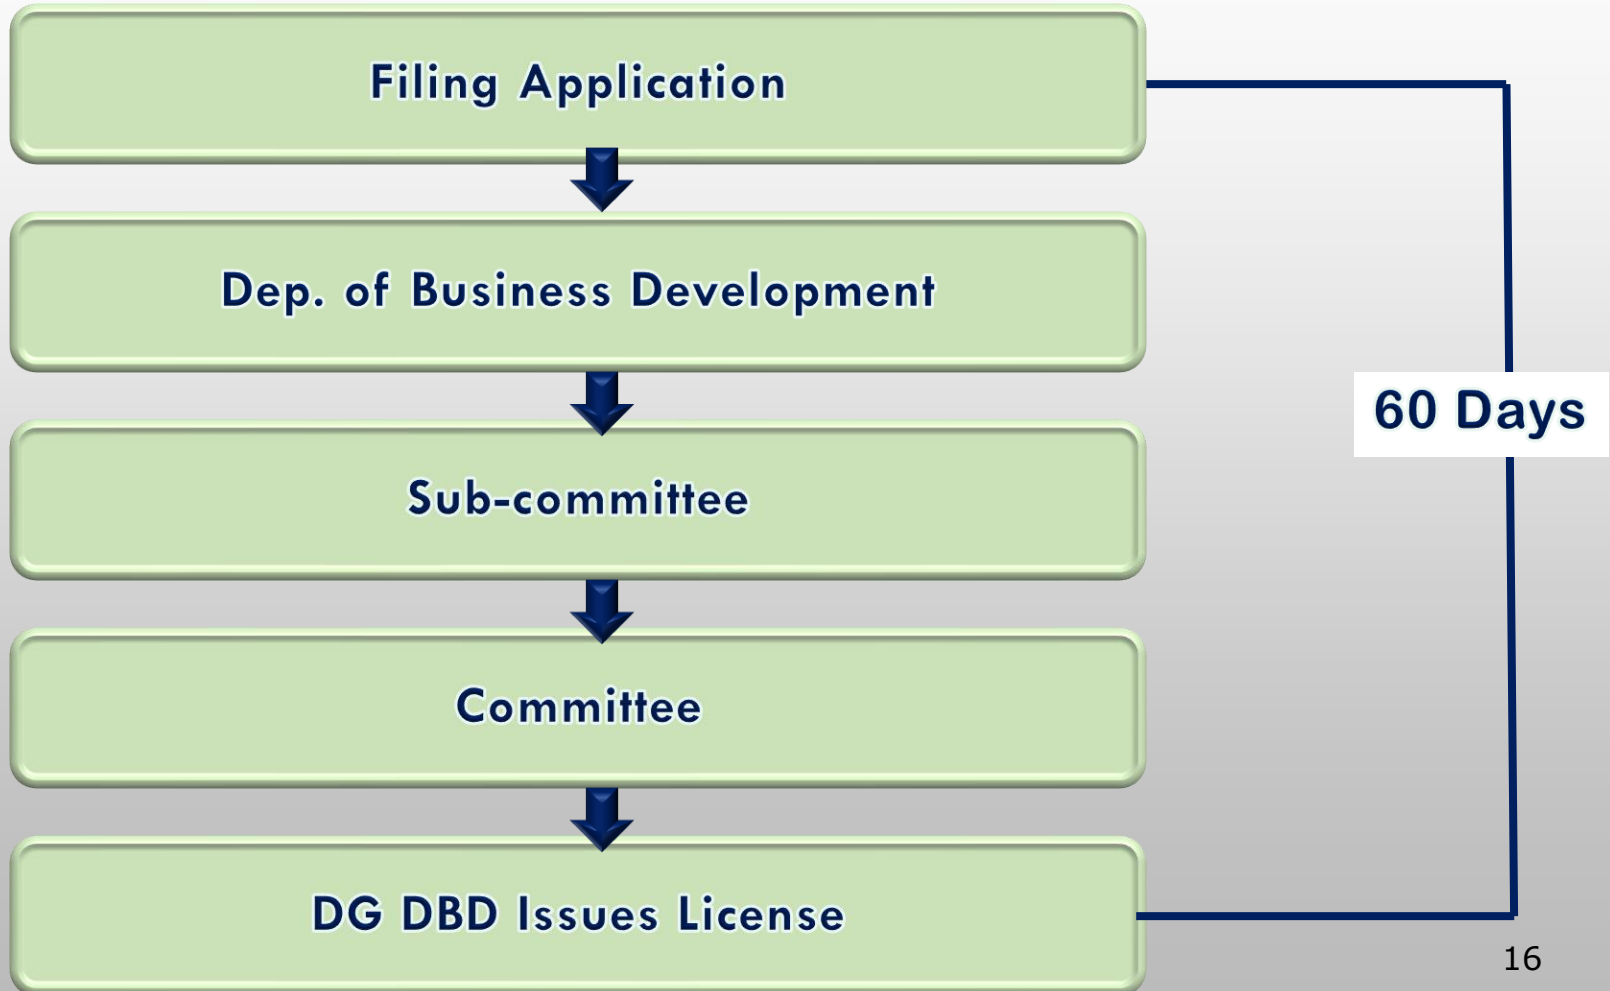 Filing Application
Dep. of Business Development
60 Days
Sub-committee
Committee
DG DBD Issues License
16